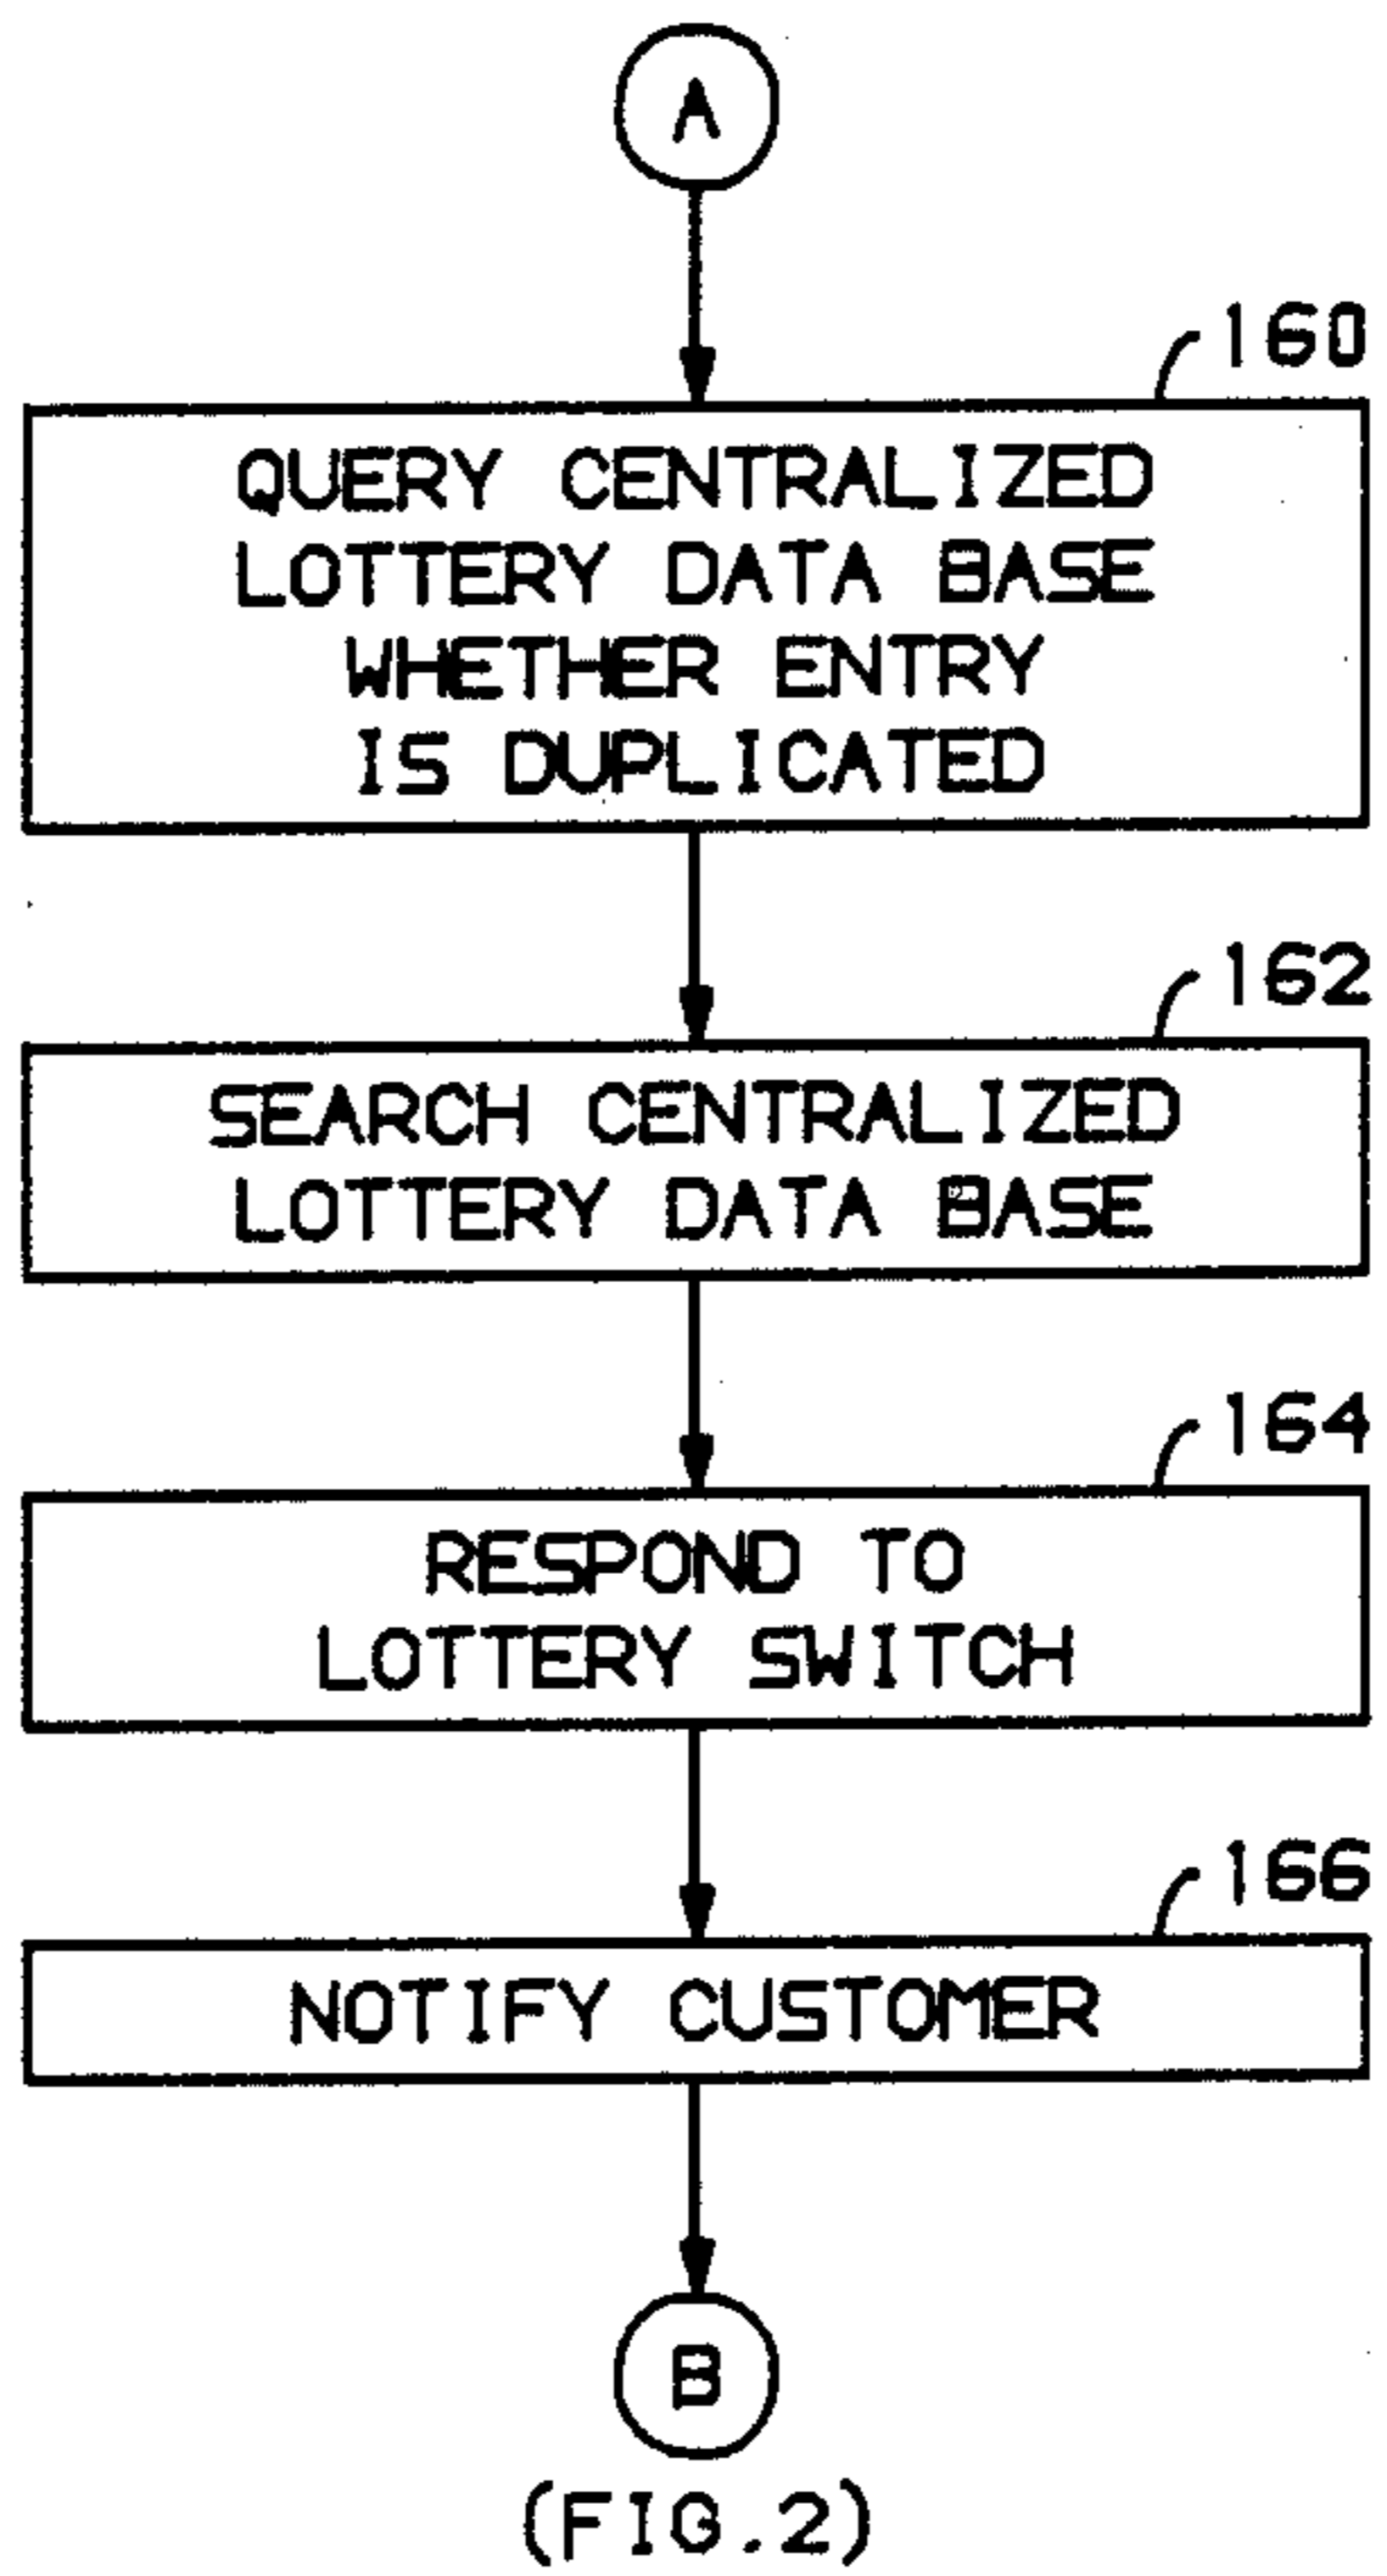 A
160
QUERY CENTRALIZED
LOTTERY DATA BASE
WHETHER ENTRY
IS DUPLICATED
162
SEARCH CENTRALIZED
LOTTERY DATA BASE
164
RESPOND TO
LOTTERY SWITCH
166
NOTIFY CUSTOMER
B
(FIG.2)